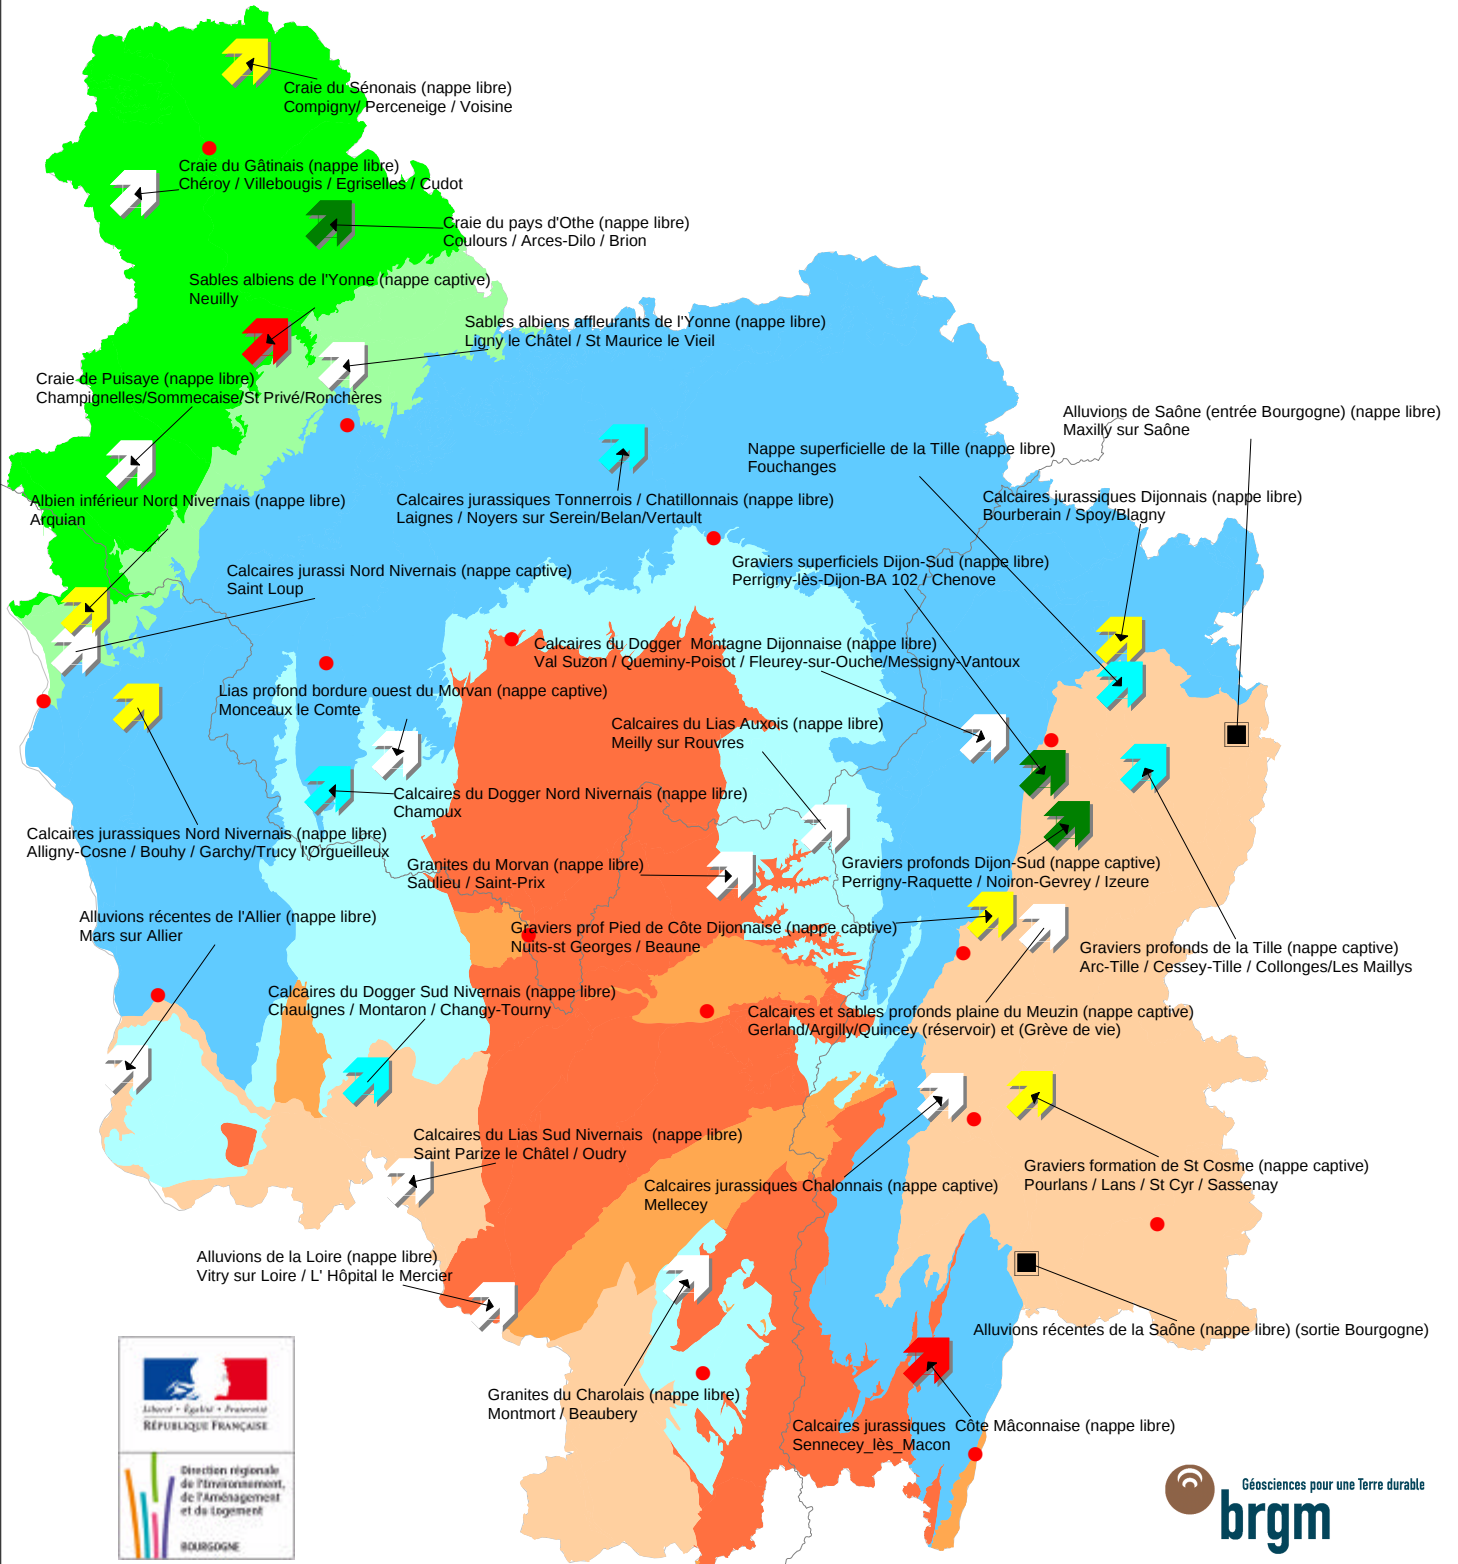 Craie du Sénonais (nappe libre)
Compigny/ Perceneige / Voisine
Craie du Gâtinais (nappe libre)
Chéroy / Villebougis / Egriselles / Cudot
Craie du pays d'Othe (nappe libre)
Coulours / Arces-Dilo / Brion
Sables albiens de l'Yonne (nappe captive)
Neuilly
Sables albiens affleurants de l'Yonne (nappe libre)
Ligny le Châtel / St Maurice le Vieil
Craie de Puisaye (nappe libre)
Champignelles/Sommecaise/St Privé/Ronchères
Alluvions de Saône (entrée Bourgogne) (nappe libre)
Maxilly sur Saône
Nappe superficielle de la Tille (nappe libre)
Fouchanges
Albien inférieur Nord Nivernais (nappe libre)
Arquian
Calcaires jurassiques Tonnerrois / Chatillonnais (nappe libre)
Laignes / Noyers sur Serein/Belan/Vertault
Calcaires jurassiques Dijonnais (nappe libre)
Bourberain / Spoy/Blagny
Calcaires jurassi Nord Nivernais (nappe captive)
Saint Loup
Graviers superficiels Dijon-Sud (nappe libre)
Perrigny-lès-Dijon-BA 102 / Chenove
Calcaires du Dogger  Montagne Dijonnaise (nappe libre)
Val Suzon / Queminy-Poisot / Fleurey-sur-Ouche/Messigny-Vantoux
Lias profond bordure ouest du Morvan (nappe captive)
Monceaux le Comte
Calcaires du Lias Auxois (nappe libre)
Meilly sur Rouvres
Calcaires du Dogger Nord Nivernais (nappe libre)
Chamoux
Calcaires jurassiques Nord Nivernais (nappe libre)
Alligny-Cosne / Bouhy / Garchy/Trucy l'Orgueilleux
Granites du Morvan (nappe libre)
Saulieu / Saint-Prix
Graviers profonds Dijon-Sud (nappe captive)
Perrigny-Raquette / Noiron-Gevrey / Izeure
Alluvions récentes de l'Allier (nappe libre)
Mars sur Allier
Graviers prof Pied de Côte Dijonnaise (nappe captive)
Nuits-st Georges / Beaune
Graviers profonds de la Tille (nappe captive)
Arc-Tille / Cessey-Tille / Collonges/Les Maillys
Calcaires du Dogger Sud Nivernais (nappe libre)
Chaulgnes / Montaron / Changy-Tourny
Calcaires et sables profonds plaine du Meuzin (nappe captive)
Gerland/Argilly/Quincey (réservoir) et (Grève de vie)
Calcaires du Lias Sud Nivernais  (nappe libre)
Saint Parize le Châtel / Oudry
Graviers formation de St Cosme (nappe captive)
Pourlans / Lans / St Cyr / Sassenay
Calcaires jurassiques Chalonnais (nappe captive)
Mellecey
Alluvions de la Loire (nappe libre)
Vitry sur Loire / L' Hôpital le Mercier
Alluvions récentes de la Saône (nappe libre) (sortie Bourgogne)
Granites du Charolais (nappe libre)
Montmort / Beaubery
Calcaires jurassiques  Côte Mâconnaise (nappe libre)
Sennecey_lès_Macon
Liberté • Égalité • Fraternité
RÉPUBLIQUE FRANÇAISE
Direction régionale
de l'Environnement,
de l'Aménagement
et du Logement
BOURGOGNE
Géosciences pour une Terre durable
brgm